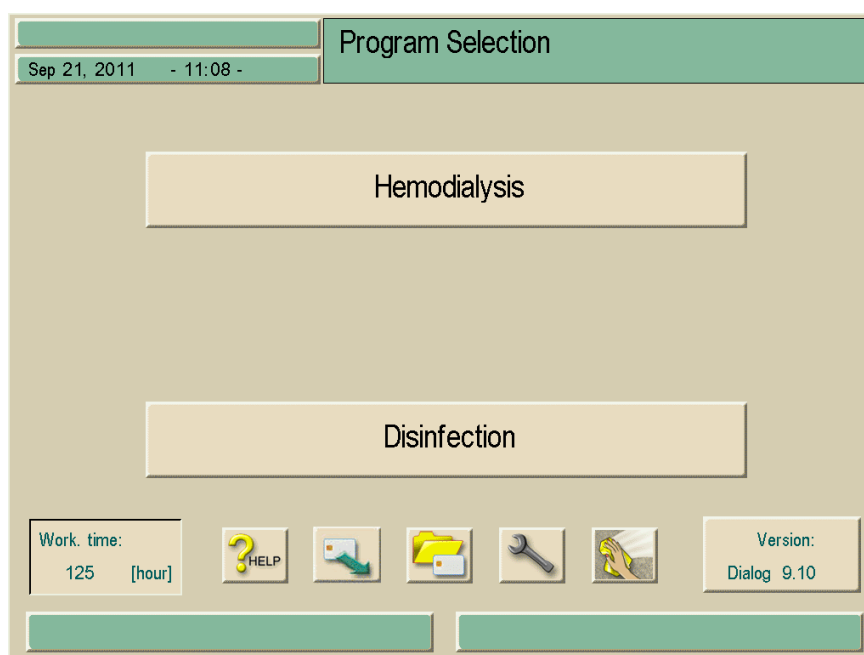 Program Selection
Sep 21, 2011 - 11:08 -
Hemodialysis
Disinfection
Work. time:
125 [hour]
HELP
Version:
Dialog 9.10